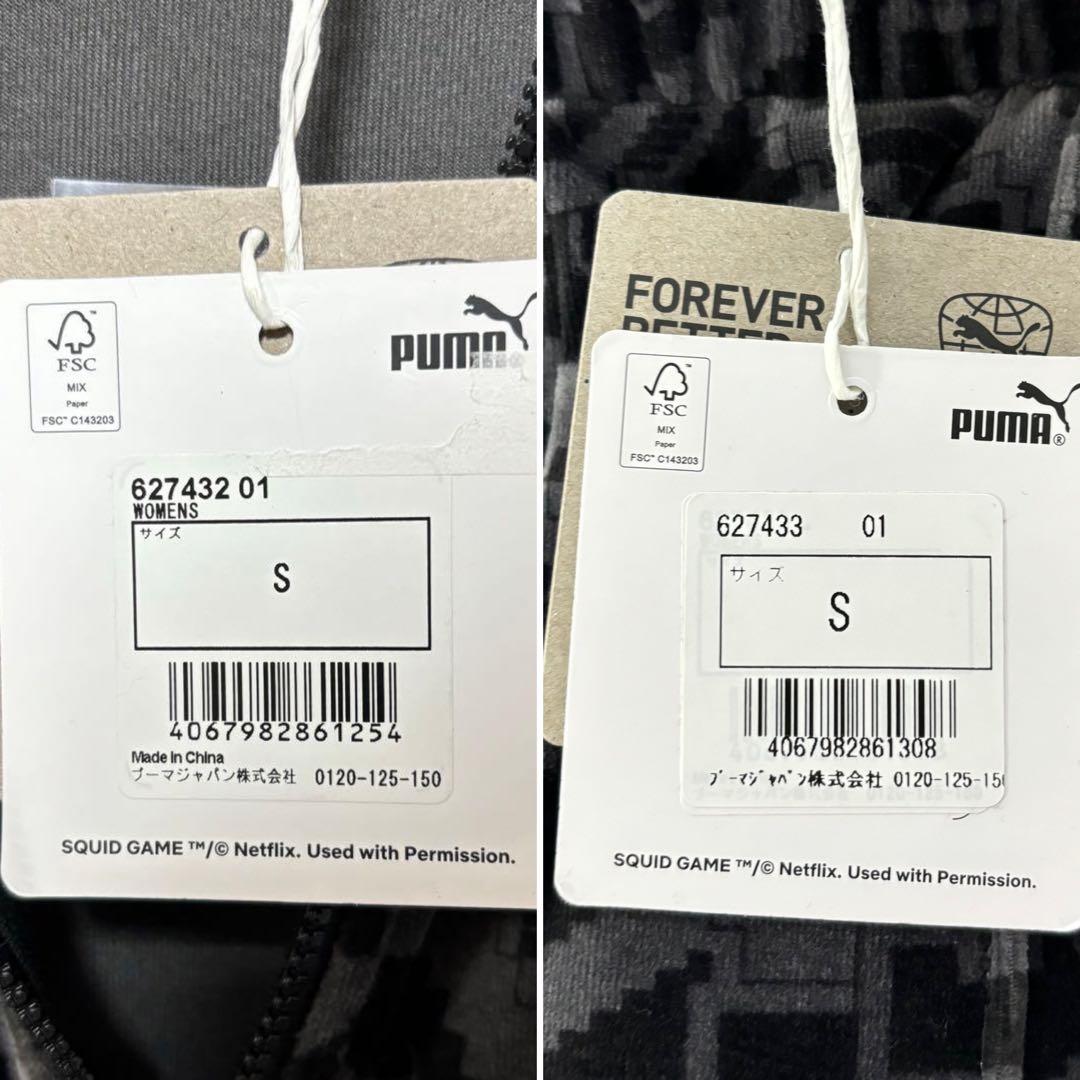 FSC
MIX
Paper
FSC™ C143203
PUMA
627432 01
WOMENS
サイズ
S
4067982861254
Made in China
プーマジャパン株式会社 0120-125-150
SQUID GAME ™/© Netflix. Used with Permission.
FOREVER
BETTER
FSC
MIX
Paper
FSC™ C143203
PUMA®
627433 01
サイズ
S
4067982861308
プーマジャパン株式会社 0120-125-150
SQUID GAME ™/© Netflix. Used with Permission.